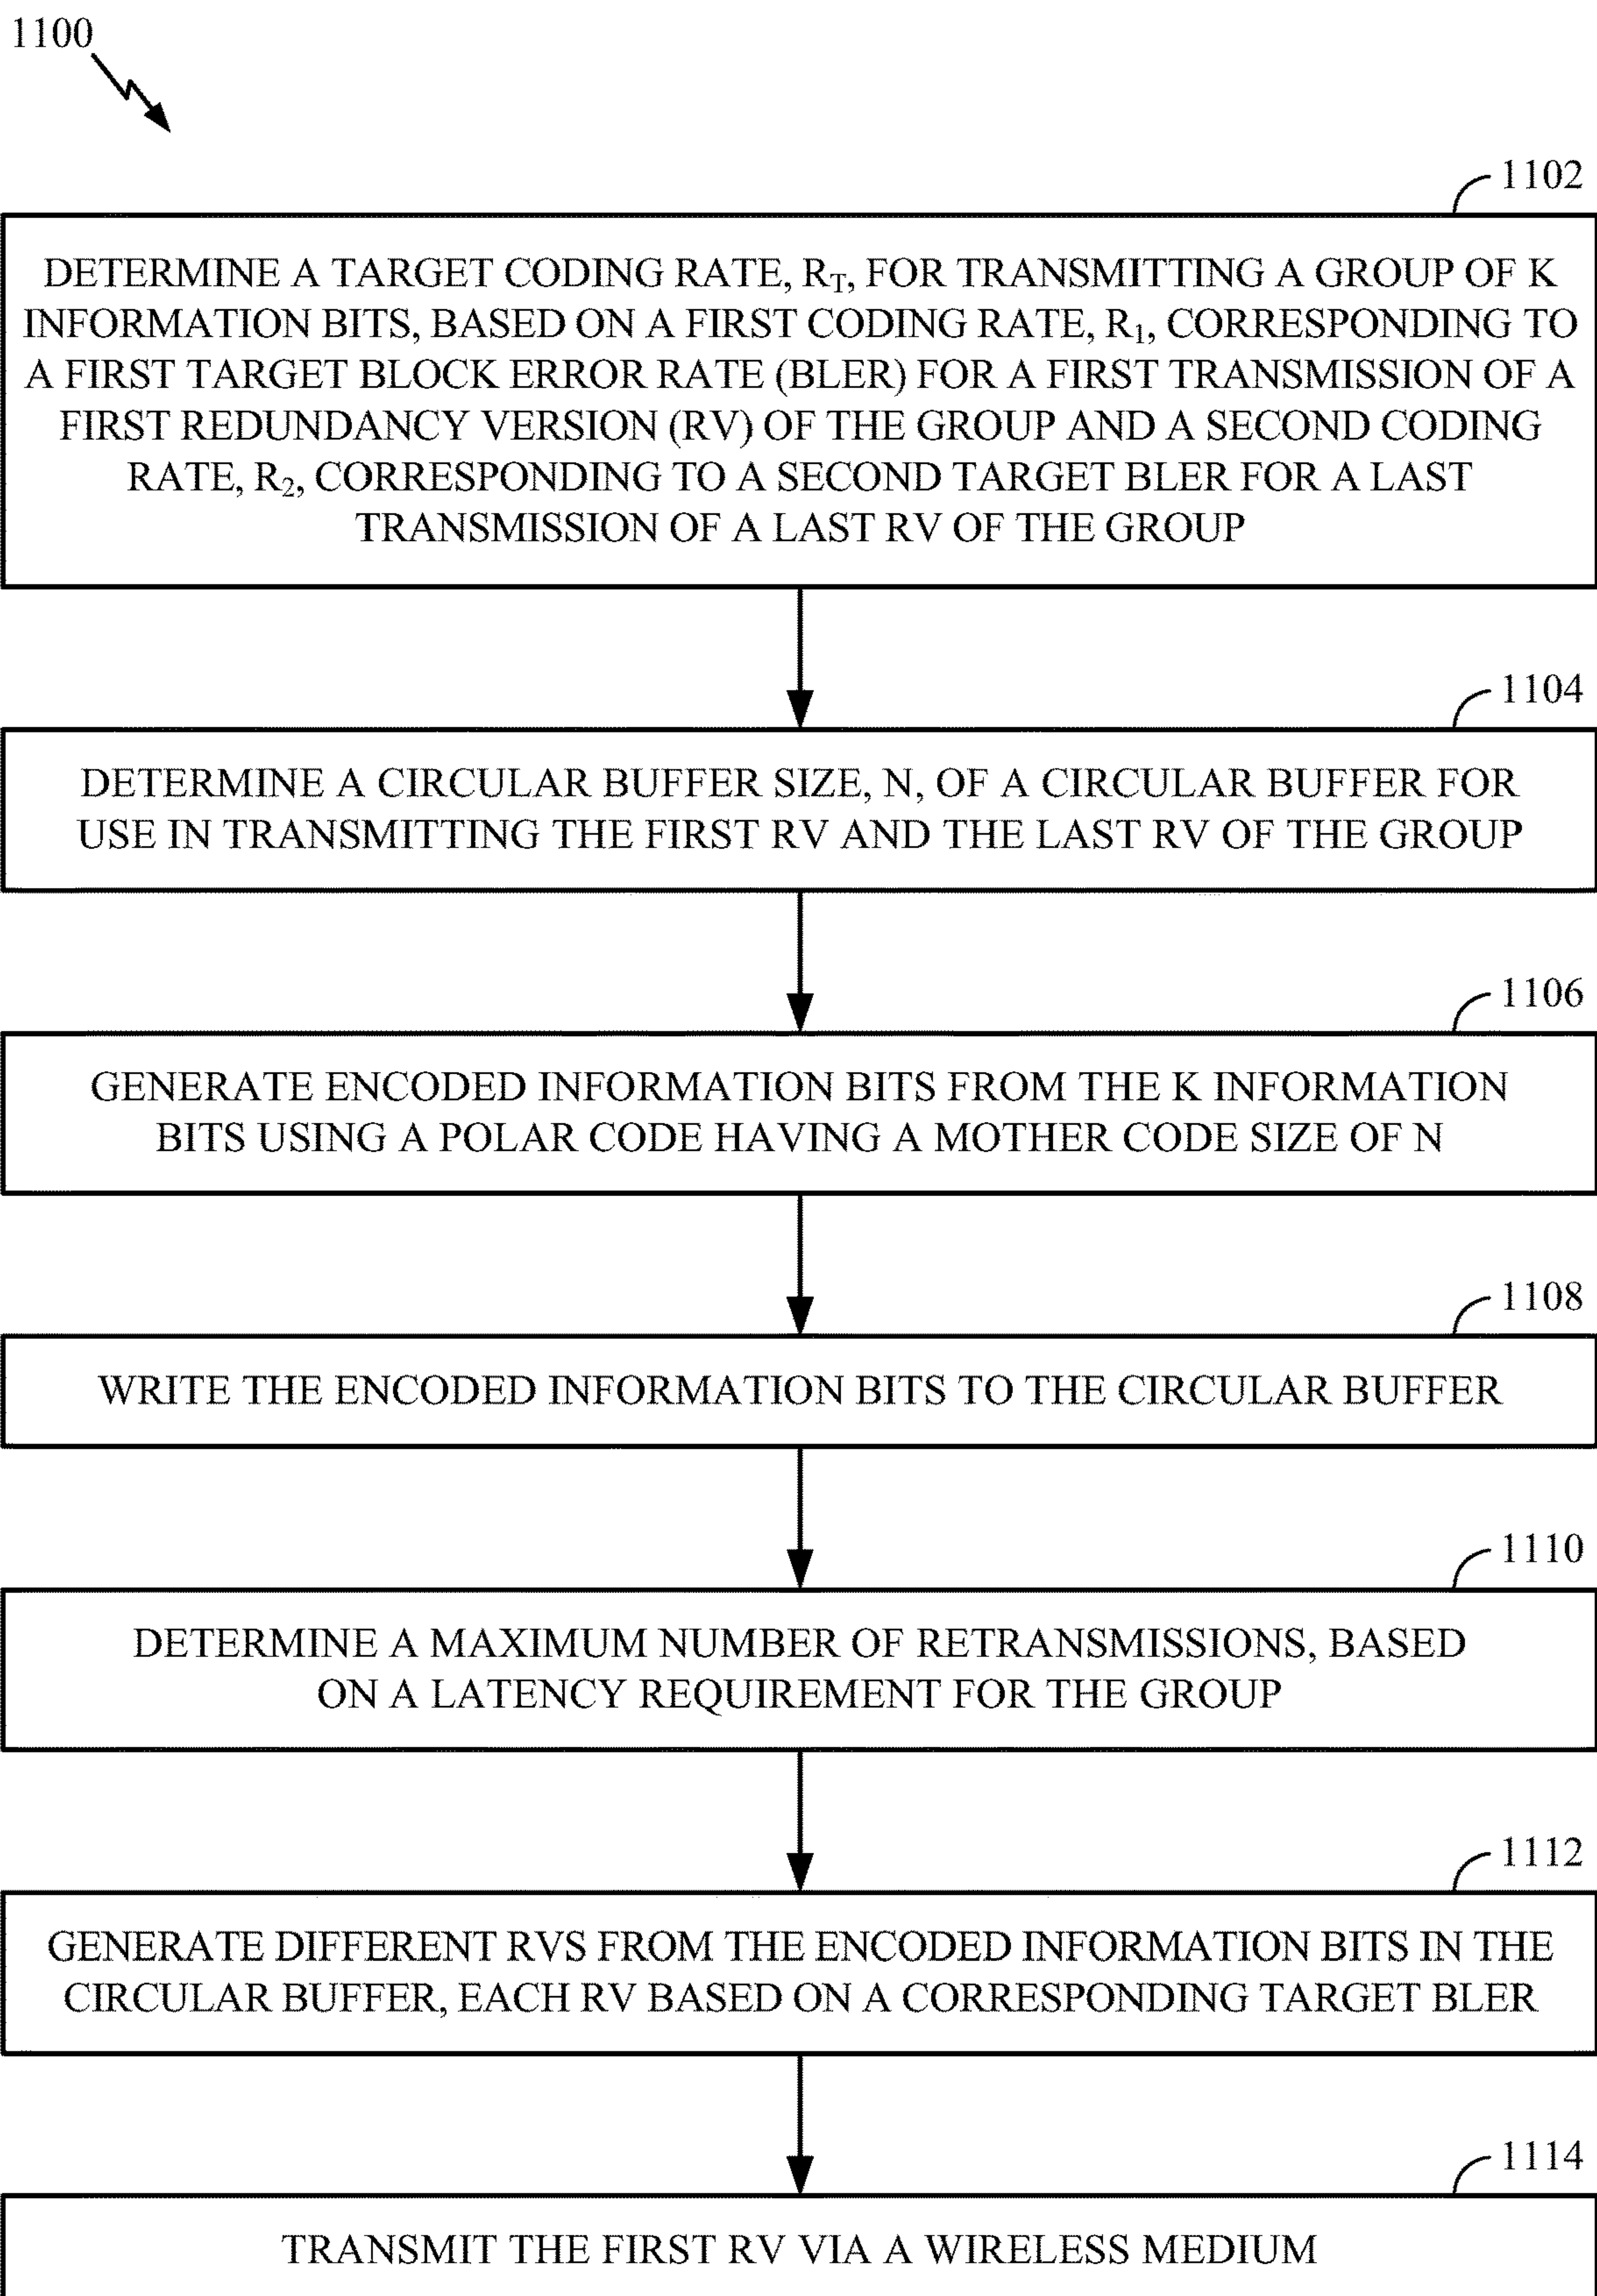 1100
1102
DETERMINE A TARGET CODING RATE, R_T, FOR TRANSMITTING A GROUP OF K
INFORMATION BITS, BASED ON A FIRST CODING RATE, R₁, CORRESPONDING TO
A FIRST TARGET BLOCK ERROR RATE (BLER) FOR A FIRST TRANSMISSION OF A
FIRST REDUNDANCY VERSION (RV) OF THE GROUP AND A SECOND CODING
RATE, R₂, CORRESPONDING TO A SECOND TARGET BLER FOR A LAST
TRANSMISSION OF A LAST RV OF THE GROUP
1104
DETERMINE A CIRCULAR BUFFER SIZE, N, OF A CIRCULAR BUFFER FOR
USE IN TRANSMITTING THE FIRST RV AND THE LAST RV OF THE GROUP
1106
GENERATE ENCODED INFORMATION BITS FROM THE K INFORMATION
BITS USING A POLAR CODE HAVING A MOTHER CODE SIZE OF N
1108
WRITE THE ENCODED INFORMATION BITS TO THE CIRCULAR BUFFER
1110
DETERMINE A MAXIMUM NUMBER OF RETRANSMISSIONS, BASED
ON A LATENCY REQUIREMENT FOR THE GROUP
1112
GENERATE DIFFERENT RVS FROM THE ENCODED INFORMATION BITS IN THE
CIRCULAR BUFFER, EACH RV BASED ON A CORRESPONDING TARGET BLER
1114
TRANSMIT THE FIRST RV VIA A WIRELESS MEDIUM